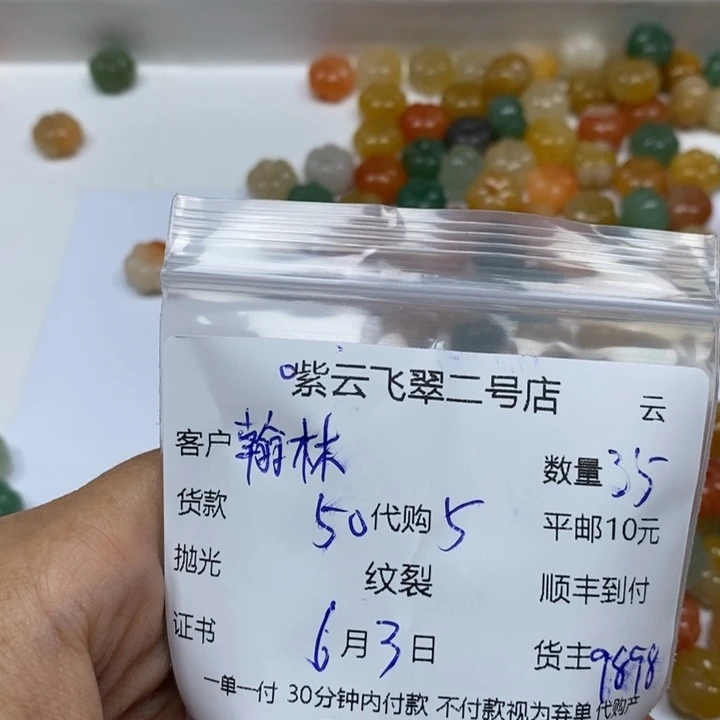 紫云飞翠二号店
云
客户 翰林 数量 35
货款 50 代购 5 平邮10元
抛光 纹裂 顺丰到付
证书 6月3日 货主 9898
一单一付 30分钟内付款 不付款视为弃单 代购产